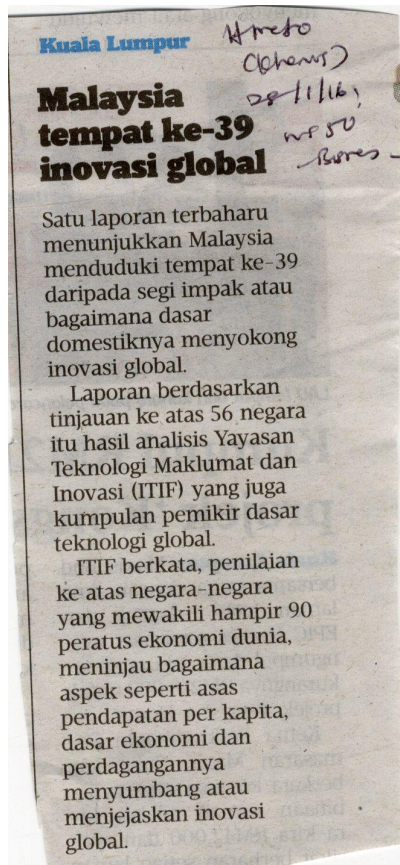 Kuala Lumpur
Malaysia
tempat ke-39
inovasi global
Satu laporan terbaharu
menunjukkan Malaysia
menduduki tempat ke-39
daripada segi impak atau
bagaimana dasar
domestiknya menyokong
inovasi global.
Laporan berdasarkan
tinjauan ke atas 56 negara
itu hasil analisis Yayasan
Teknologi Maklumat dan
Inovasi (ITIF) yang juga
kumpulan pemikir dasar
teknologi global.
ITIF berkata, penilaian
ke atas negara-negara
yang mewakili hampir 90
peratus ekonomi dunia,
meninjau bagaimana
aspek seperti asas
pendapatan per kapita,
dasar ekonomi dan
perdagangannya
menyumbang atau
menjejaskan inovasi
global.